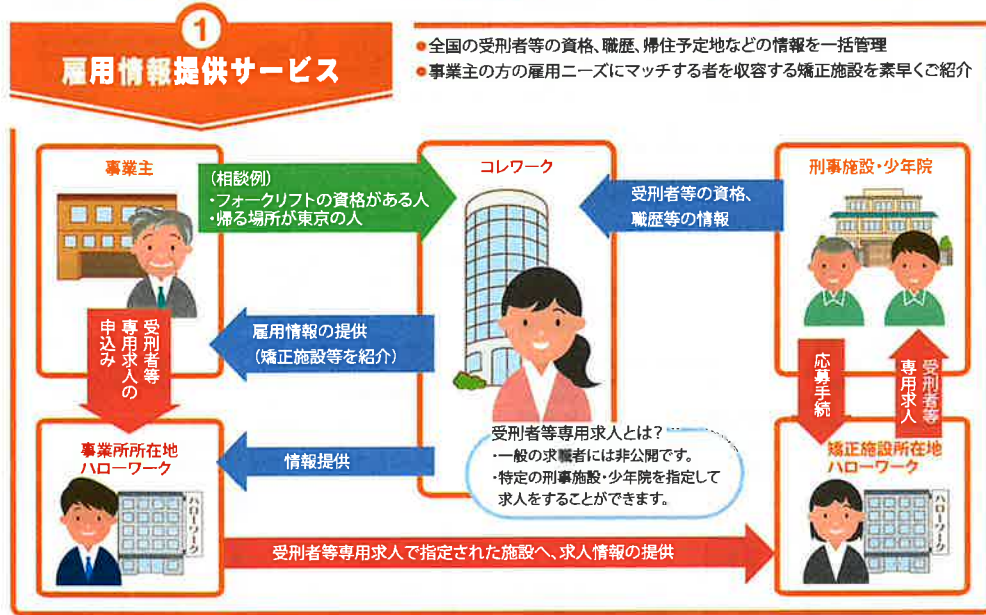 1
雇用情報提供サービス
●全国の受刑者等の資格、職歴、帰住予定地などの情報を一括管理
●事業主の方の雇用ニーズにマッチする者を収容する矯正施設を素早くご紹介
事業主
(相談例)
・フォークリフトの資格がある人
・帰る場所が東京の人
コレワーク
受刑者等の資格、
職歴等の情報
刑事施設・少年院
雇用情報の提供
(矯正施設等を紹介)
受刑者等
専用求人の
申込み
応募手続
受刑者等
専用求人
事業所所在地
ハローワーク
情報提供
受刑者等専用求人とは?
・一般の求職者には非公開です。
・特定の刑事施設・少年院を指定して
求人をすることができます。
矯正施設所在地
ハローワーク
ハローワーク
受刑者等専用求人で指定された施設へ、求人情報の提供
ハローワーク